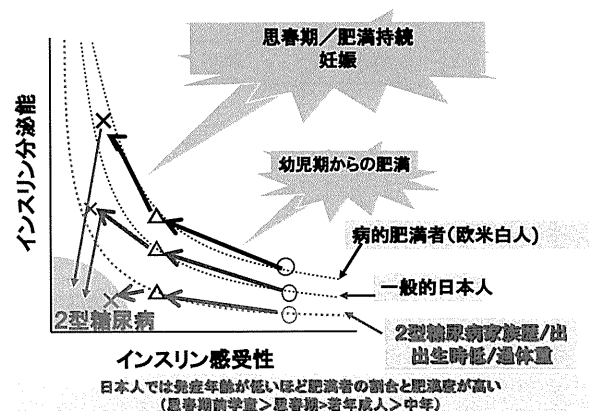 思春期／肥満持続
妊娠
幼児期からの肥満
インスリン分泌能
病的肥満者(欧米白人)
一般的日本人
2型糖尿病
2型糖尿病家族歴/出
出生時低/過体重
インスリン感受性
日本人では発症年齢が低いほど肥満者の割合と肥満度が高い
(思春期前学童＞思春期>若年成人＞中年)